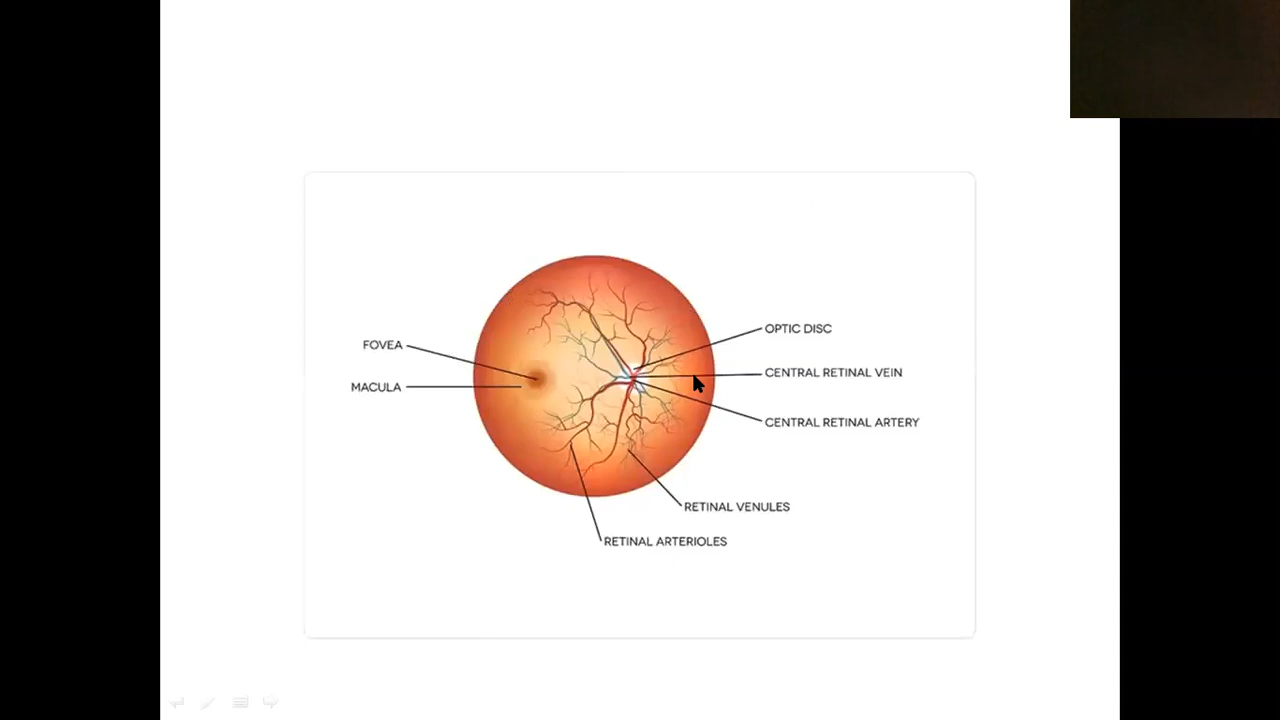 FOVEA
MACULA
OPTIC DISC
CENTRAL RETINAL VEIN
CENTRAL RETINAL ARTERY
RETINAL VENULES
RETINAL ARTERIOLES